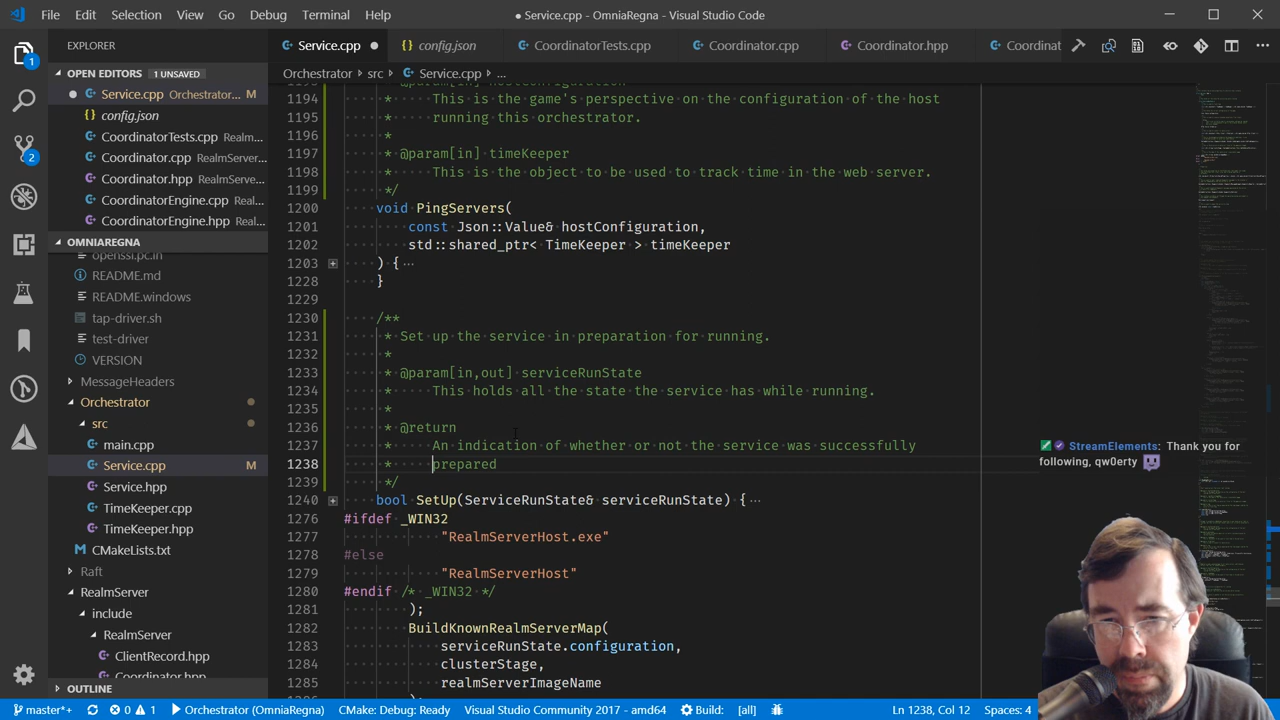 File Edit Selection View Go Debug Terminal Help
● Service.cpp - OmniaRegna - Visual Studio Code
EXPLORER
Service.cpp ●
config.json
CoordinatorTests.cpp
Coordinator.cpp
Coordinator.hpp
Coordinat
OPEN EDITORS 1 UNSAVED
Orchestrator > src > Service.cpp > ...
● Service.cpp Orchestrator... M
config.json
CoordinatorTests.cpp Realm...
Coordinator.cpp RealmServer...
Coordinator.hpp RealmServe...
CoordinatorEngine.cpp Real...
CoordinatorEngine.hpp Real...
OMNIAREGNA
openssl.pc.in
README.md
README.windows
tap-driver.sh
test-driver
VERSION
MessageHeaders
Orchestrator
src
main.cpp
Service.cpp M
Service.hpp
TimeKeeper.cpp
TimeKeeper.hpp
CMakeLists.txt
Raft
RealmServer
include
RealmServer
ClientRecord.hpp
Coordinator.hpp
OUTLINE
1193 * @param[in] hostConfiguration
1194 * This is the game's perspective on the configuration of the host
1195 * running this orchestrator.
1196 *
1197 * @param[in] timeKeeper
1198 * This is the object to be used to track time in the web server.
1199 */
1200 void PingServers(
1201 const Json::Value& hostConfiguration,
1202 std::shared_ptr< TimeKeeper > timeKeeper
1203 ) {...
1228 }
1229
1230 /**
1231 * Set up the service in preparation for running.
1232 *
1233 * @param[in,out] serviceRunState
1234 * This holds all the state the service has while running.
1235 *
1236 * @return
1237 * An indication of whether or not the service was successfully
1238 * prepared
1239 */
1240 bool SetUp(ServiceRunState& serviceRunState) {...
1276 #ifdef _WIN32
1277 "RealmServerHost.exe"
1278 #else
1279 "RealmServerHost"
1280 #endif /* _WIN32 */
1281 );
1282 BuildKnownRealmServerMap(
1283 serviceRunState.configuration,
1284 clusterStage,
1285 realmServerImageName
1286 );
StreamElements: Thank you for
following, qw0erty
master*+ 0 1 Orchestrator (OmniaRegna) CMake: Debug: Ready Visual Studio Community 2017 - amd64 Build: [all] Ln 1238, Col 12 Spaces: 4